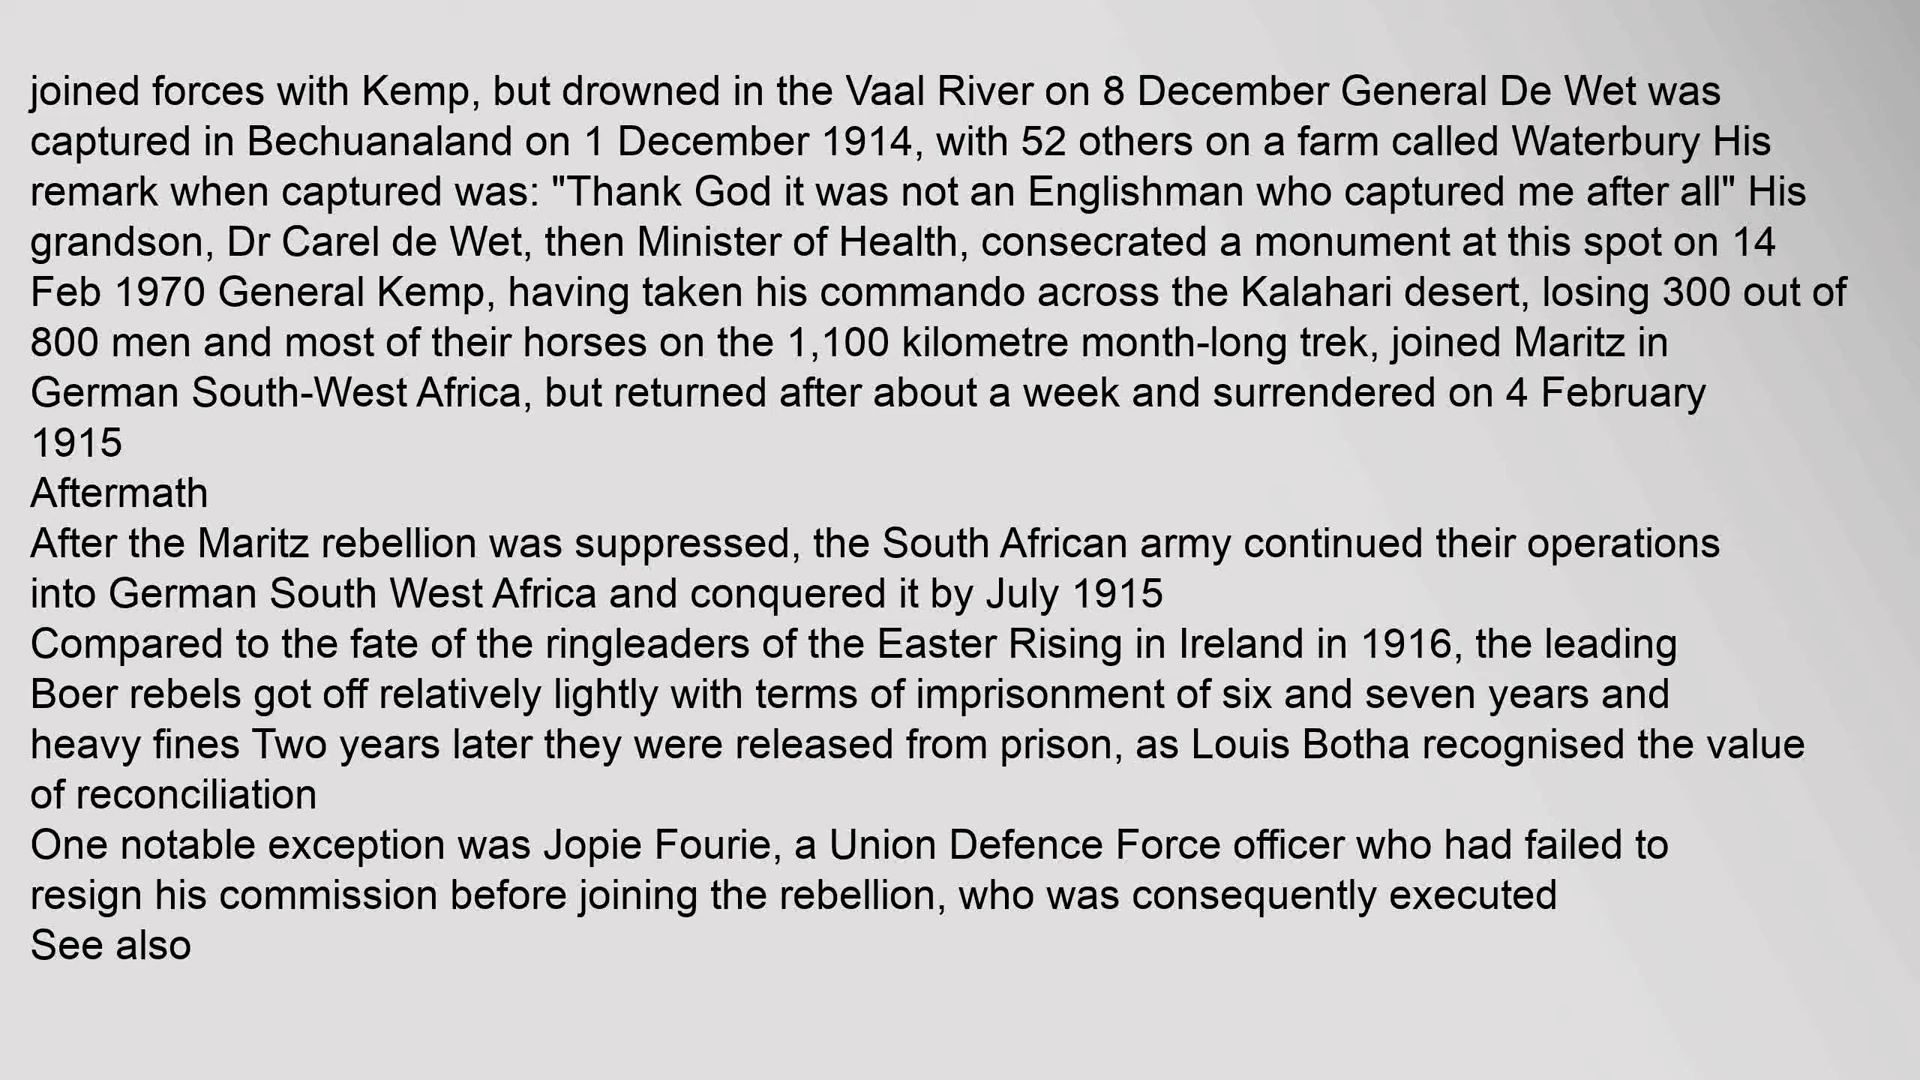 joined forces with Kemp, but drowned in the Vaal River on 8 December General De Wet was
captured in Bechuanaland on 1 December 1914, with 52 others on a farm called Waterbury His
remark when captured was: "Thank God it was not an Englishman who captured me after all" His
grandson, Dr Carel de Wet, then Minister of Health, consecrated a monument at this spot on 14
Feb 1970 General Kemp, having taken his commando across the Kalahari desert, losing 300 out of
800 men and most of their horses on the 1,100 kilometre month-long trek, joined Maritz in
German South-West Africa, but returned after about a week and surrendered on 4 February
1915
Aftermath
After the Maritz rebellion was suppressed, the South African army continued their operations
into German South West Africa and conquered it by July 1915
Compared to the fate of the ringleaders of the Easter Rising in Ireland in 1916, the leading
Boer rebels got off relatively lightly with terms of imprisonment of six and seven years and
heavy fines Two years later they were released from prison, as Louis Botha recognised the value
of reconciliation
One notable exception was Jopie Fourie, a Union Defence Force officer who had failed to
resign his commission before joining the rebellion, who was consequently executed
See also